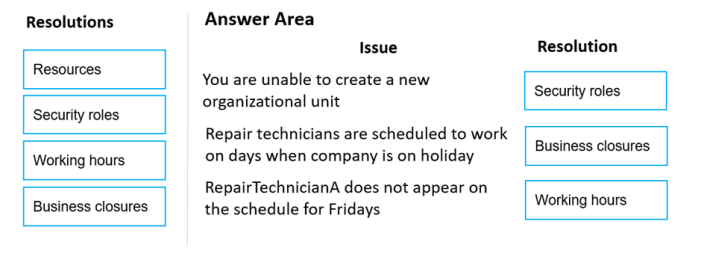 Resolutions
Resources
Security roles
Working hours
Business closures
Answer Area
Issue
Resolution
You are unable to create a new
organizational unit
Security roles
Repair technicians are scheduled to work
on days when company is on holiday
Business closures
RepairTechnicianA does not appear on
the schedule for Fridays
Working hours